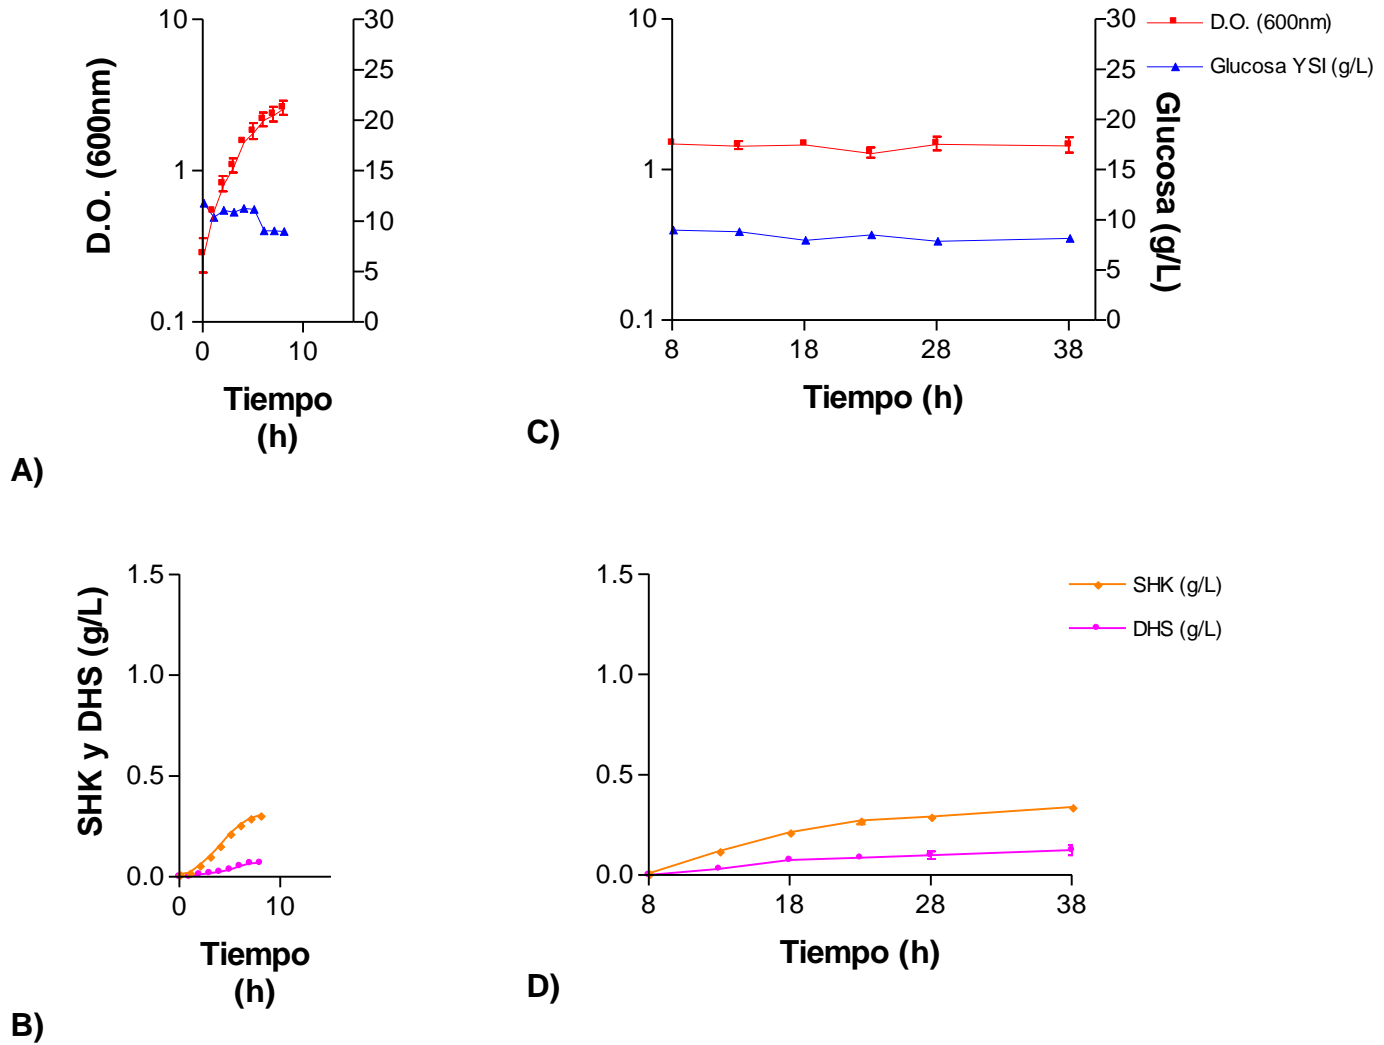 10
1
0.1
D.O. (600nm)
30
25
20
15
10
5
0
0
10
Tiempo
(h)
A)
10
1
0.1
30
25
20
15
10
5
0
Glucosa (g/L)
8
18
28
38
Tiempo (h)
C)
D.O. (600nm)
Glucosa YSI (g/L)
1.5
1.0
0.5
0.0
SHK y DHS (g/L)
0
10
Tiempo
(h)
B)
1.5
1.0
0.5
0.0
8
18
28
38
Tiempo (h)
D)
SHK (g/L)
DHS (g/L)